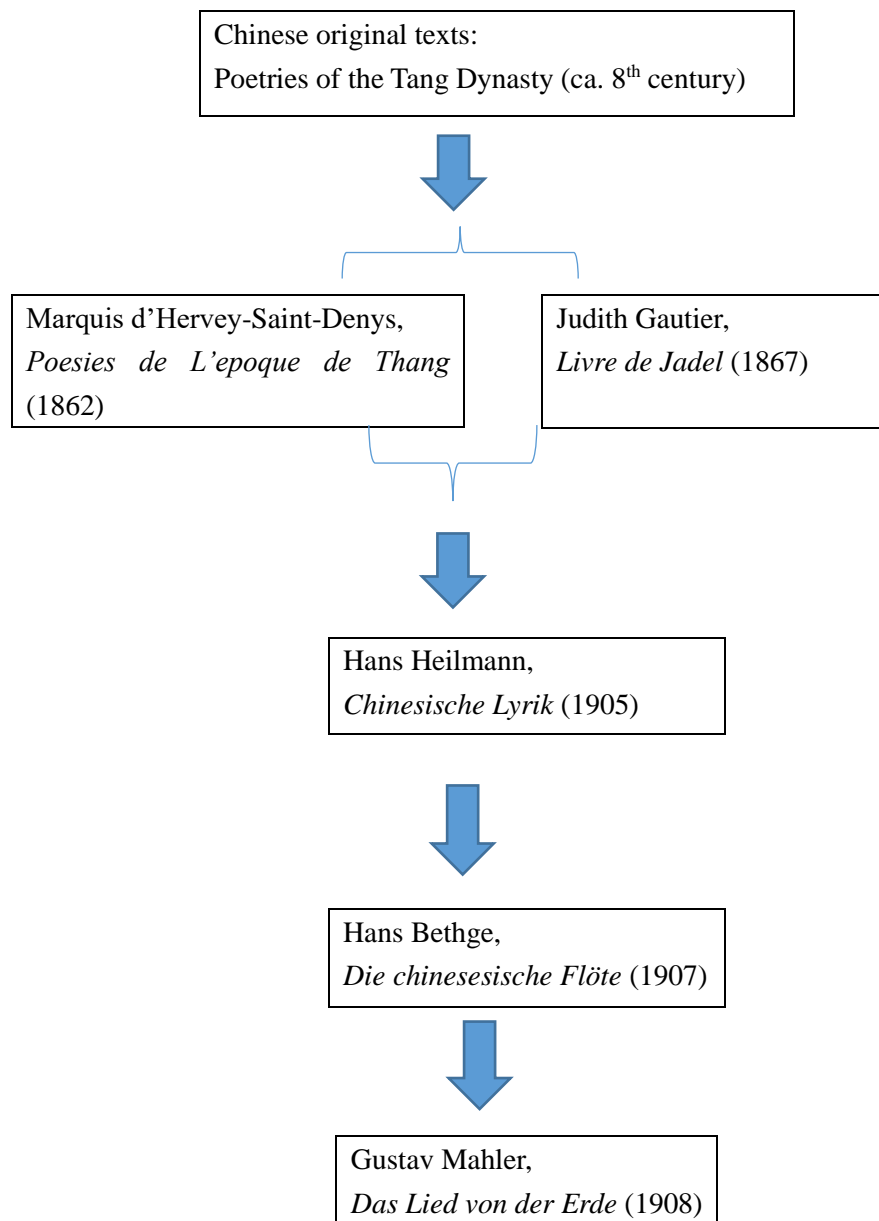 Chinese original texts:
Poetries of the Tang Dynasty (ca. 8th century)
Marquis d’Hervey-Saint-Denys,
Poesies de L’epoque de Thang
(1862)
Judith Gautier,
Livre de Jadel (1867)
Hans Heilmann,
Chinesische Lyrik (1905)
Hans Bethge,
Die chinesesische Flöte (1907)
Gustav Mahler,
Das Lied von der Erde (1908)